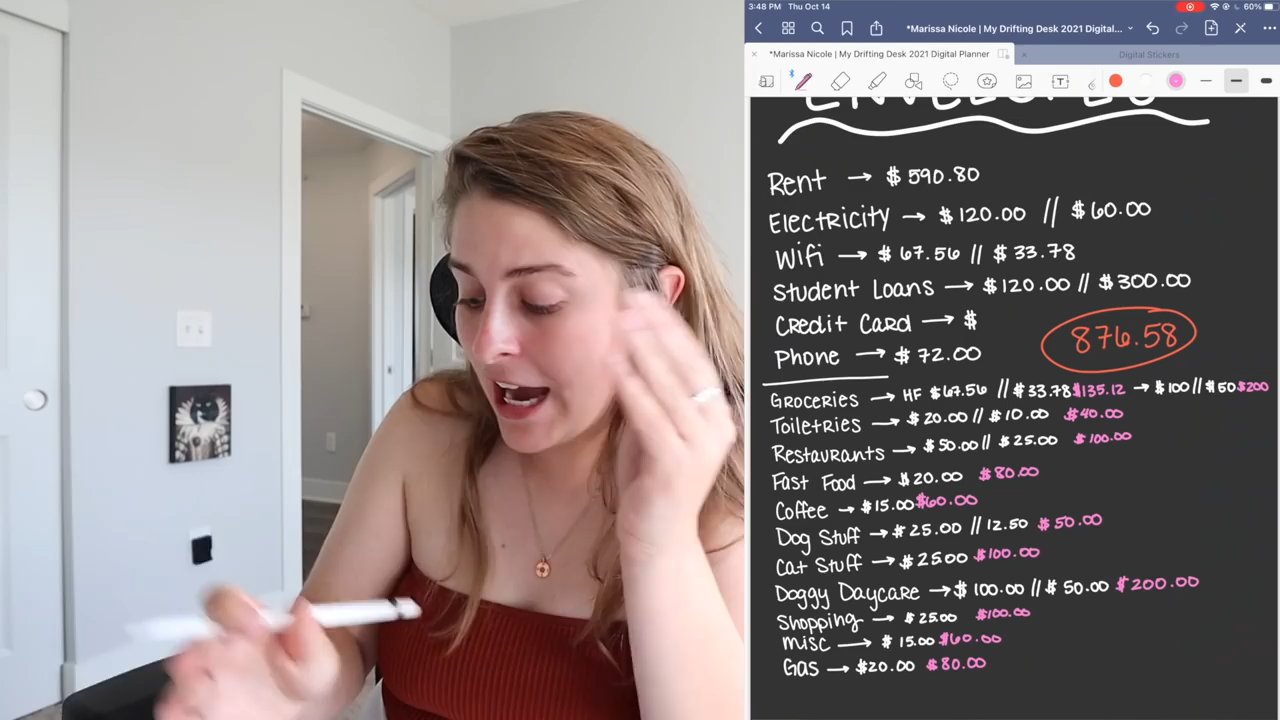 3:48 PM Thu Oct 14 60%
*Marissa Nicole | My Drifting Desk 2021 Digital...
*Marissa Nicole | My Drifting Desk 2021 Digital Planner Digital Stickers
ENVELOPES
Rent → $590.80
Electricity → $120.00 // $60.00
Wifi → $67.56 // $33.78
Student Loans → $120.00 // $300.00
Credit Card → $
876.58
Phone → $72.00
Groceries → HF $67.56 // $33.78 $135.12 → $100 // $50 $200
Toiletries → $20.00 // $10.00 $40.00
Restaurants → $50.00 // $25.00 $100.00
Fast Food → $20.00 $80.00
Coffee → $15.00 $60.00
Dog Stuff → $25.00 // 12.50 $50.00
Cat Stuff → $25.00 $100.00
Doggy Daycare → $100.00 // $50.00 $200.00
Shopping → $25.00 $100.00
misc → $15.00 $60.00
Gas → $20.00 $80.00